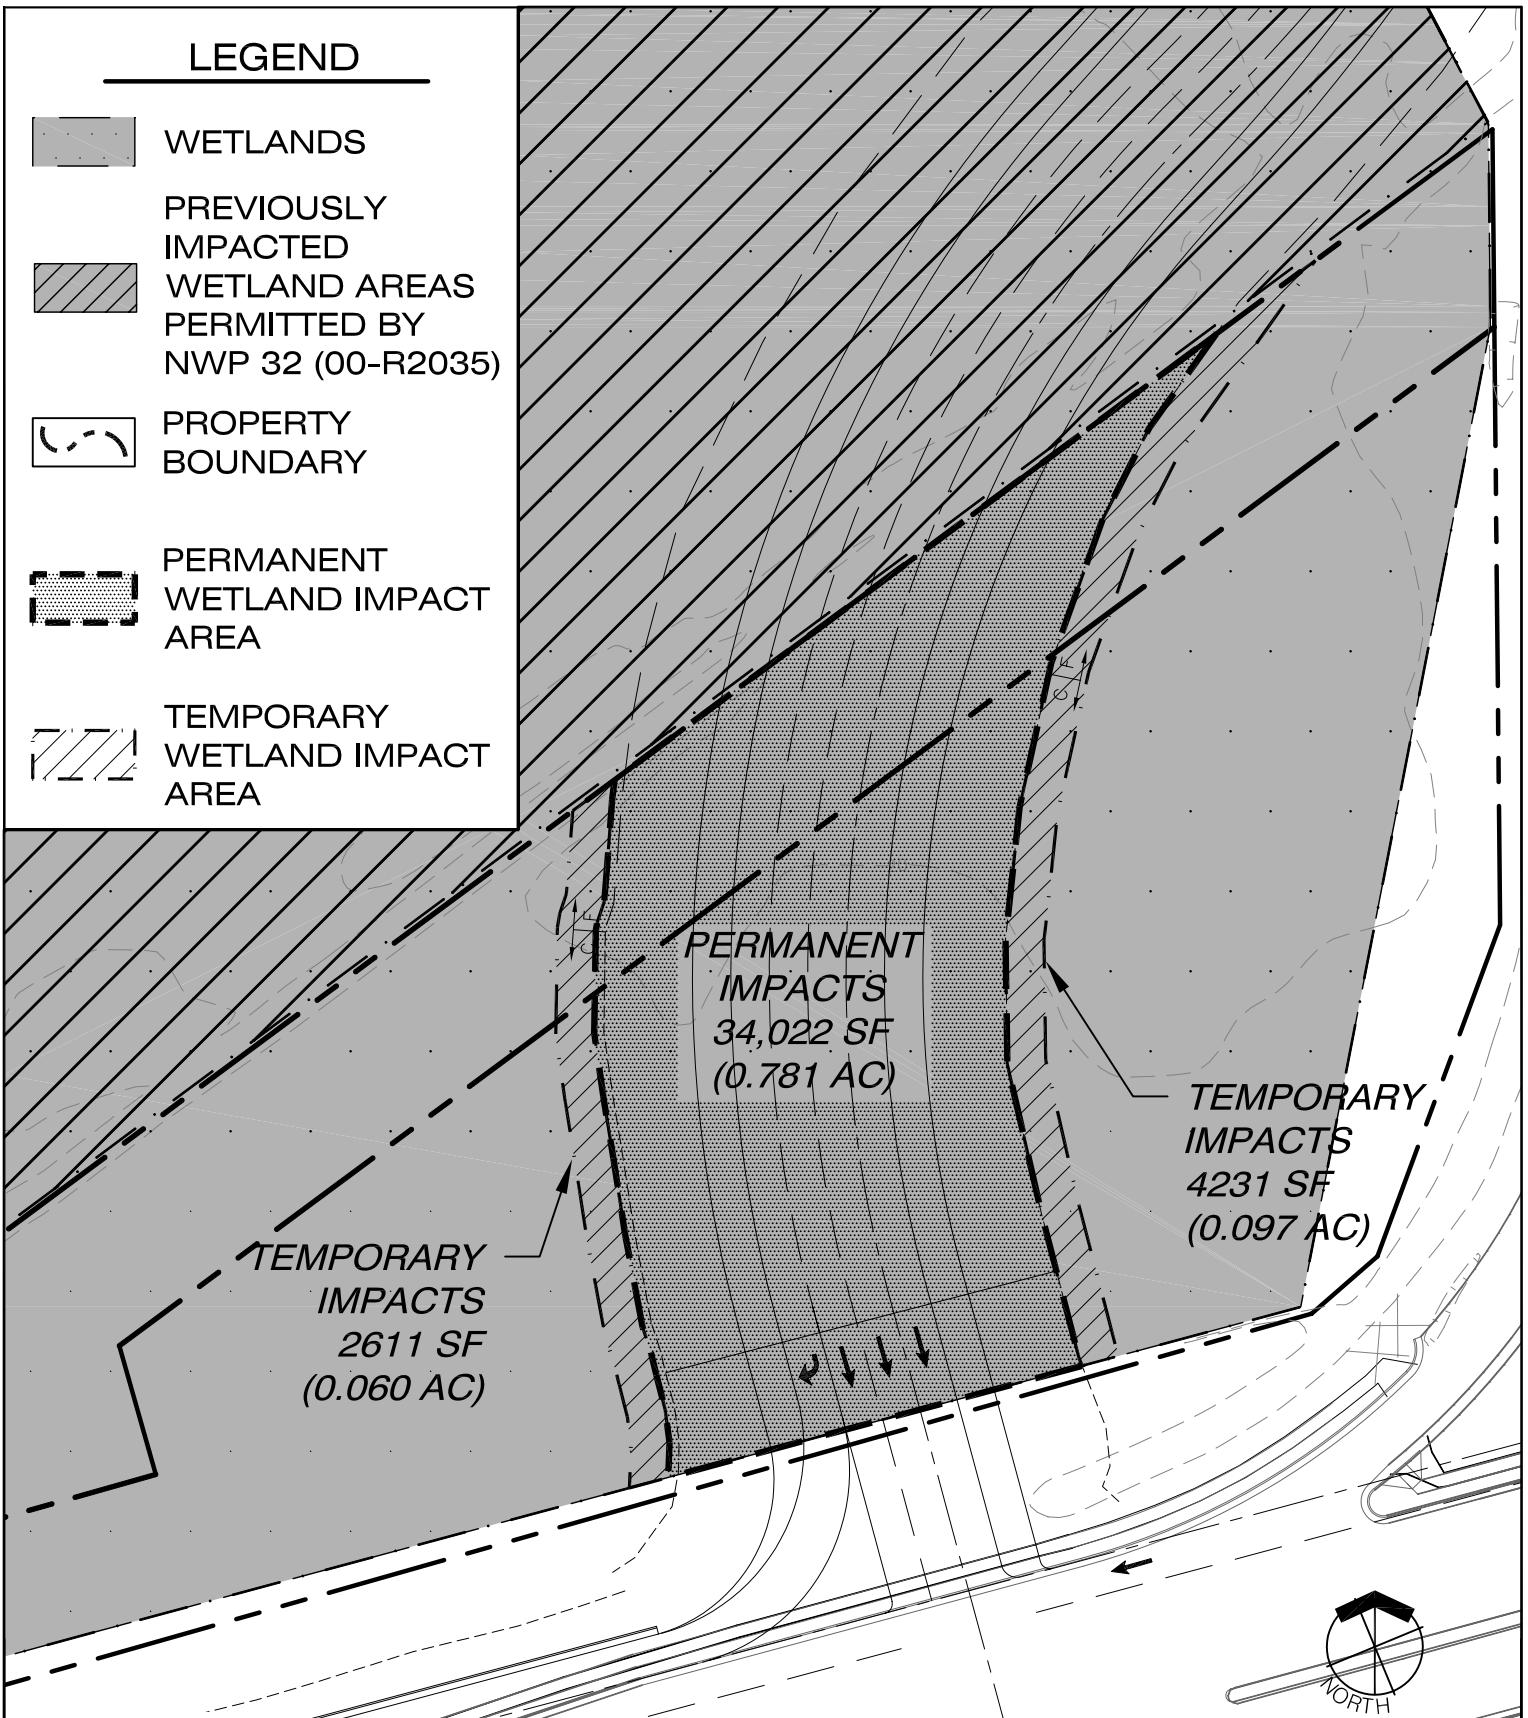 LEGEND
WETLANDS
PREVIOUSLY
IMPACTED
WETLAND AREAS
PERMITTED BY
NWP 32 (00-R2035)
PROPERTY
BOUNDARY
PERMANENT
WETLAND IMPACT
AREA
TEMPORARY
WETLAND IMPACT
AREA
C F
C F
PERMANENT
IMPACTS
34,022 SF
(0.781 AC)
TEMPORARY
IMPACTS
4231 SF
(0.097 AC)
TEMPORARY
IMPACTS
2611 SF
(0.060 AC)
NORTH